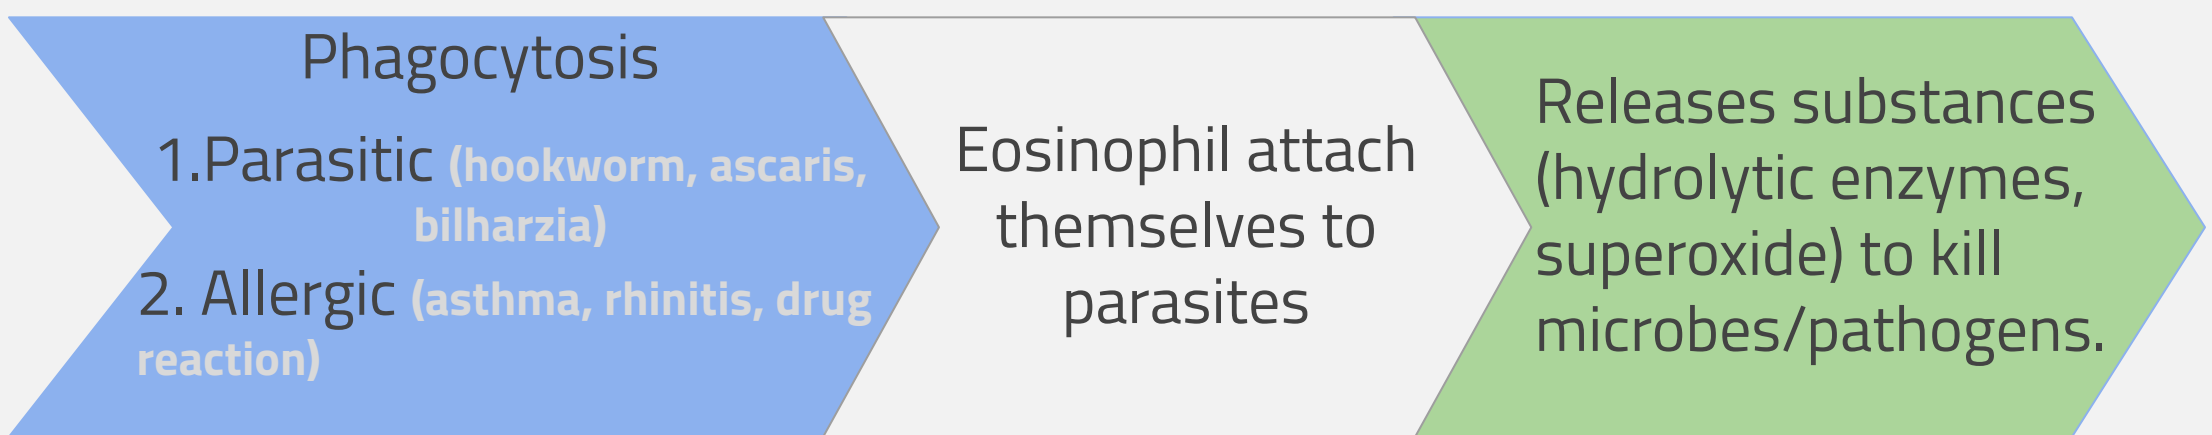 Phagocytosis
1.Parasitic (hookworm, ascaris,
bilharzia)
2. Allergic (asthma, rhinitis, drug
reaction)
Eosinophil attach
themselves to
parasites
Releases substances
(hydrolytic enzymes,
superoxide) to kill
microbes/pathogens.